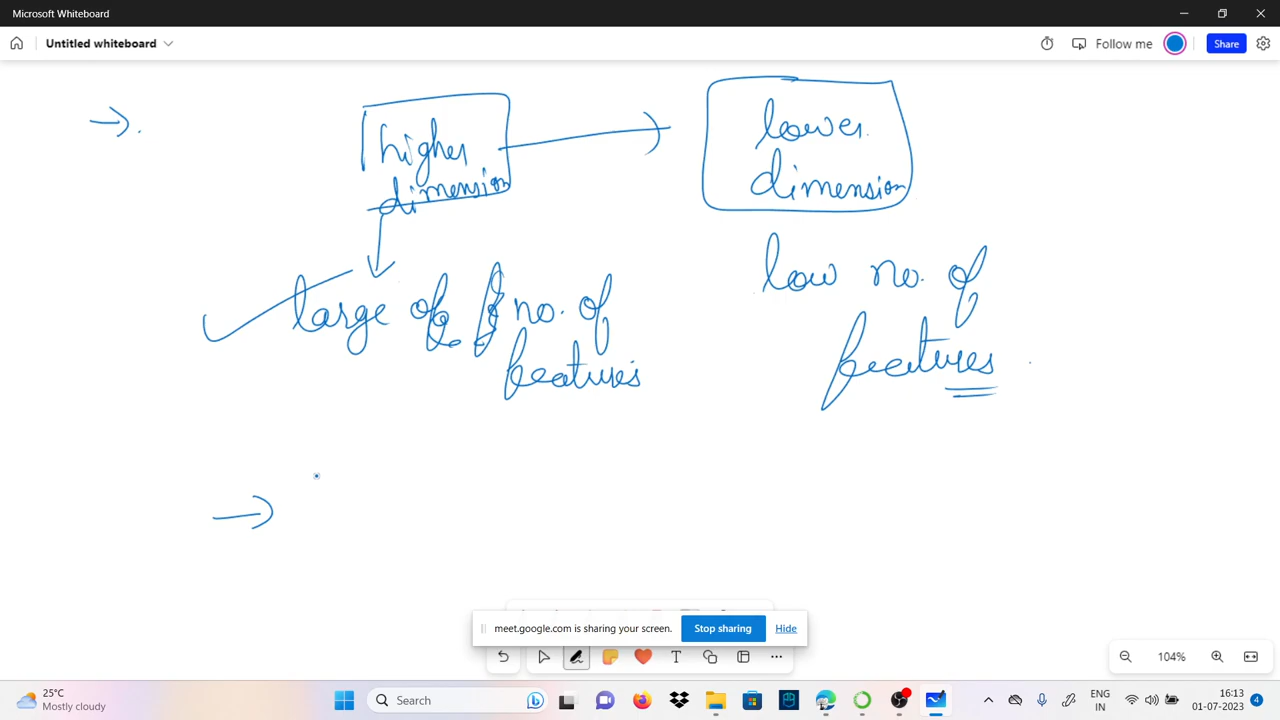 Microsoft Whiteboard
Untitled whiteboard
Follow me
Share
higher
dimension
lower
dimension
large of no. of
features
low no. of
features
meet.google.com is sharing your screen.
Stop sharing
Hide
104%
25°C
Mostly cloudy
Search
ENG
IN
16:13
01-07-2023
4